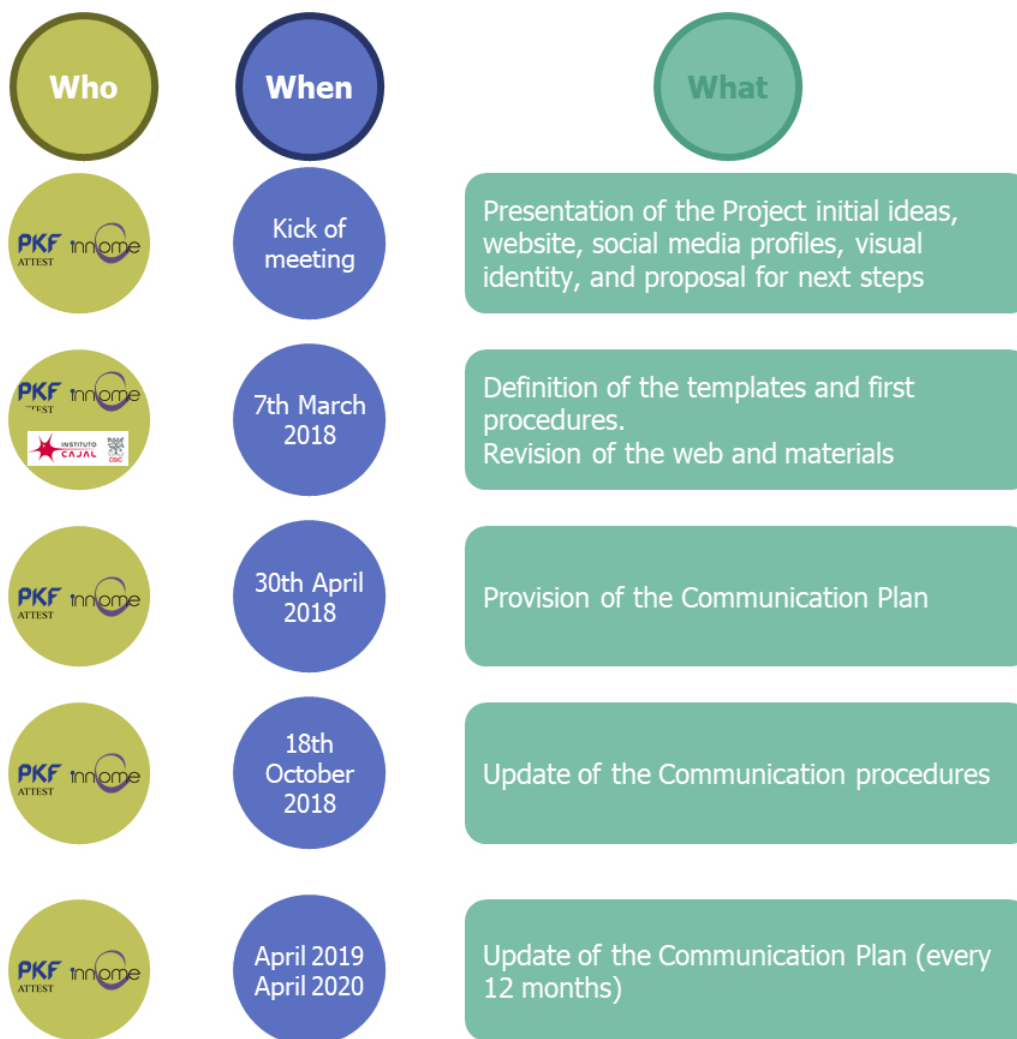 Who
When
What
PKF innome
ATTEST
Kick of
meeting
Presentation of the Project initial ideas,
website, social media profiles, visual
identity, and proposal for next steps
PKF innome
INSTITUTO
CAJAL
CSIC
7th March
2018
Definition of the templates and first
procedures.
Revision of the web and materials
PKF innome
ATTEST
30th April
2018
Provision of the Communication Plan
PKF innome
ATTEST
18th
October
2018
Update of the Communication procedures
PKF innome
ATTEST
April 2019
April 2020
Update of the Communication Plan (every
12 months)